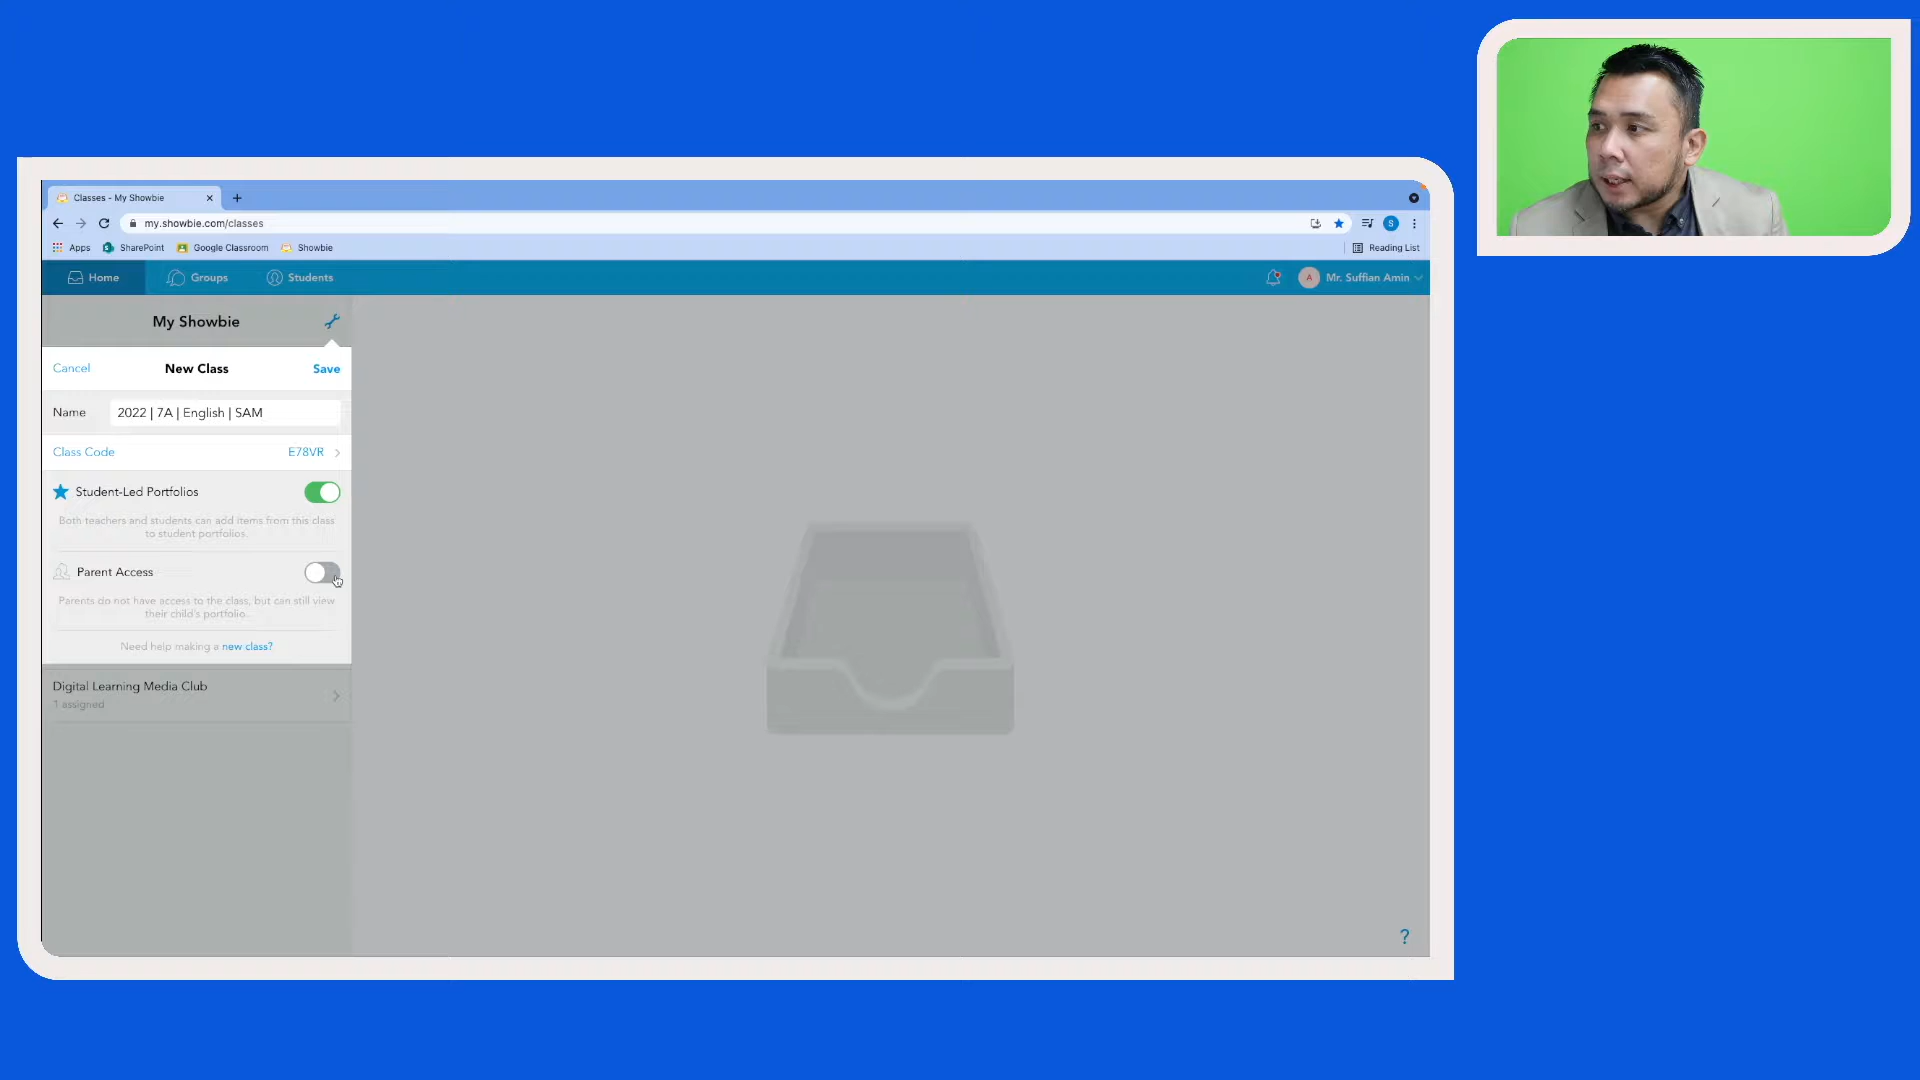 Classes - My Showbie
my.showbie.com/classes
S
Apps SharePoint Google Classroom Showbie Reading List
Home Groups Students A Mr. Suffian Amin
My Showbie
Cancel New Class Save
Name 2022 | 7A | English | SAM
Class Code E78VR
Student-Led Portfolios
Both teachers and students can add items from this class
to student portfolios.
Parent Access
Parents do not have access to the class, but can still view
their child's portfolio.
Need help making a new class?
Digital Learning Media Club
1 assigned
?